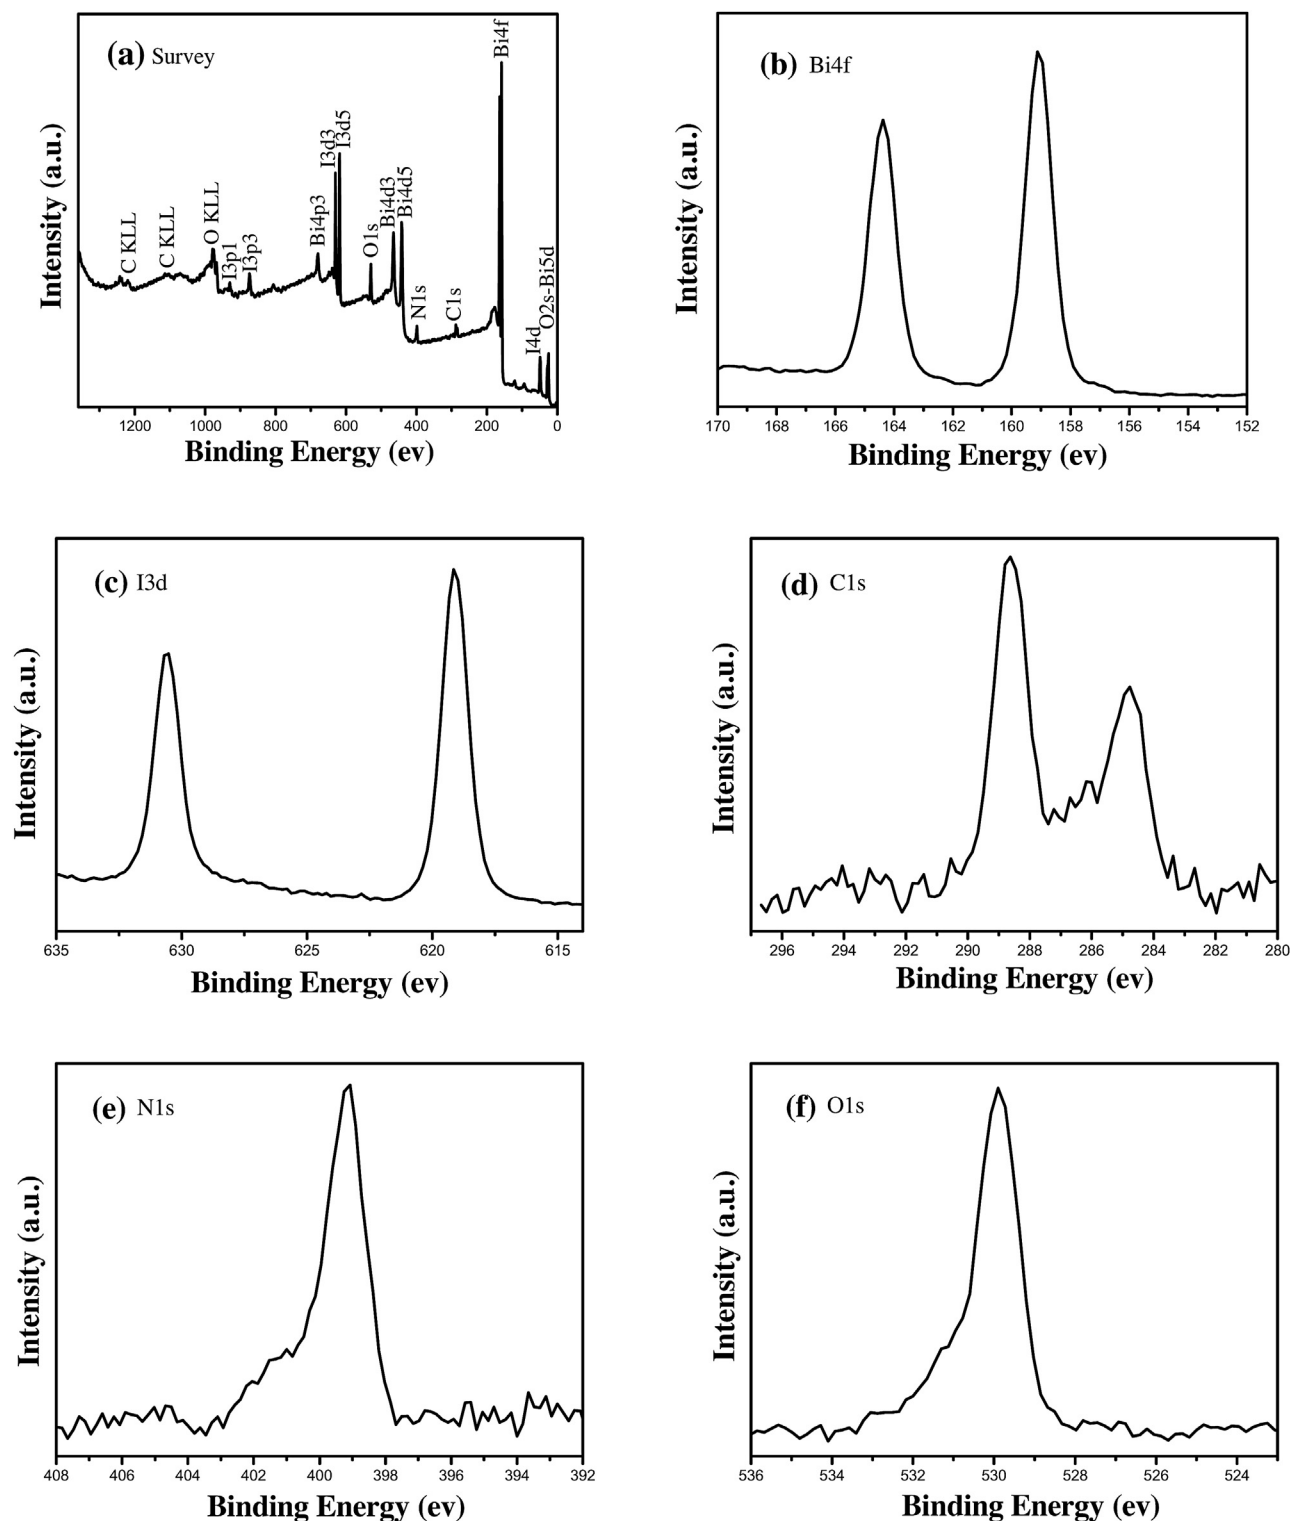 (a) Survey
C KLL
C KLL
O KLL
I3p1
I3p3
Bi4p3
I3d3
I3d5
O1s
Bi4d3
Bi4d5
N1s
C1s
Bi4f
I4d
O2s-Bi5d
Intensity (a.u.)
1200 1000 800 600 400 200 0
Binding Energy (ev)
(b) Bi4f
Intensity (a.u.)
170 168 166 164 162 160 158 156 154 152
Binding Energy (ev)
(c) I3d
Intensity (a.u.)
635 630 625 620 615
Binding Energy (ev)
(d) C1s
Intensity (a.u.)
296 294 292 290 288 286 284 282 280
Binding Energy (ev)
(e) N1s
Intensity (a.u.)
408 406 404 402 400 398 396 394 392
Binding Energy (ev)
(f) O1s
Intensity (a.u.)
536 534 532 530 528 526 524
Binding Energy (ev)